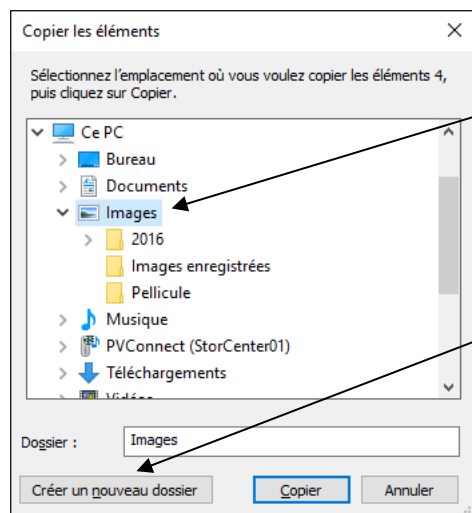 Copier les éléments
Sélectionnez l'emplacement où vous voulez copier les éléments 4,
puis cliquez sur Copier.
Ce PC
Bureau
Documents
Images
2016
Images enregistrées
Pellicule
Musique
PVConnect (StorCenter01)
Téléchargements
Vidéos
Dossier :
Images
Créer un nouveau dossier
Copier
Annuler